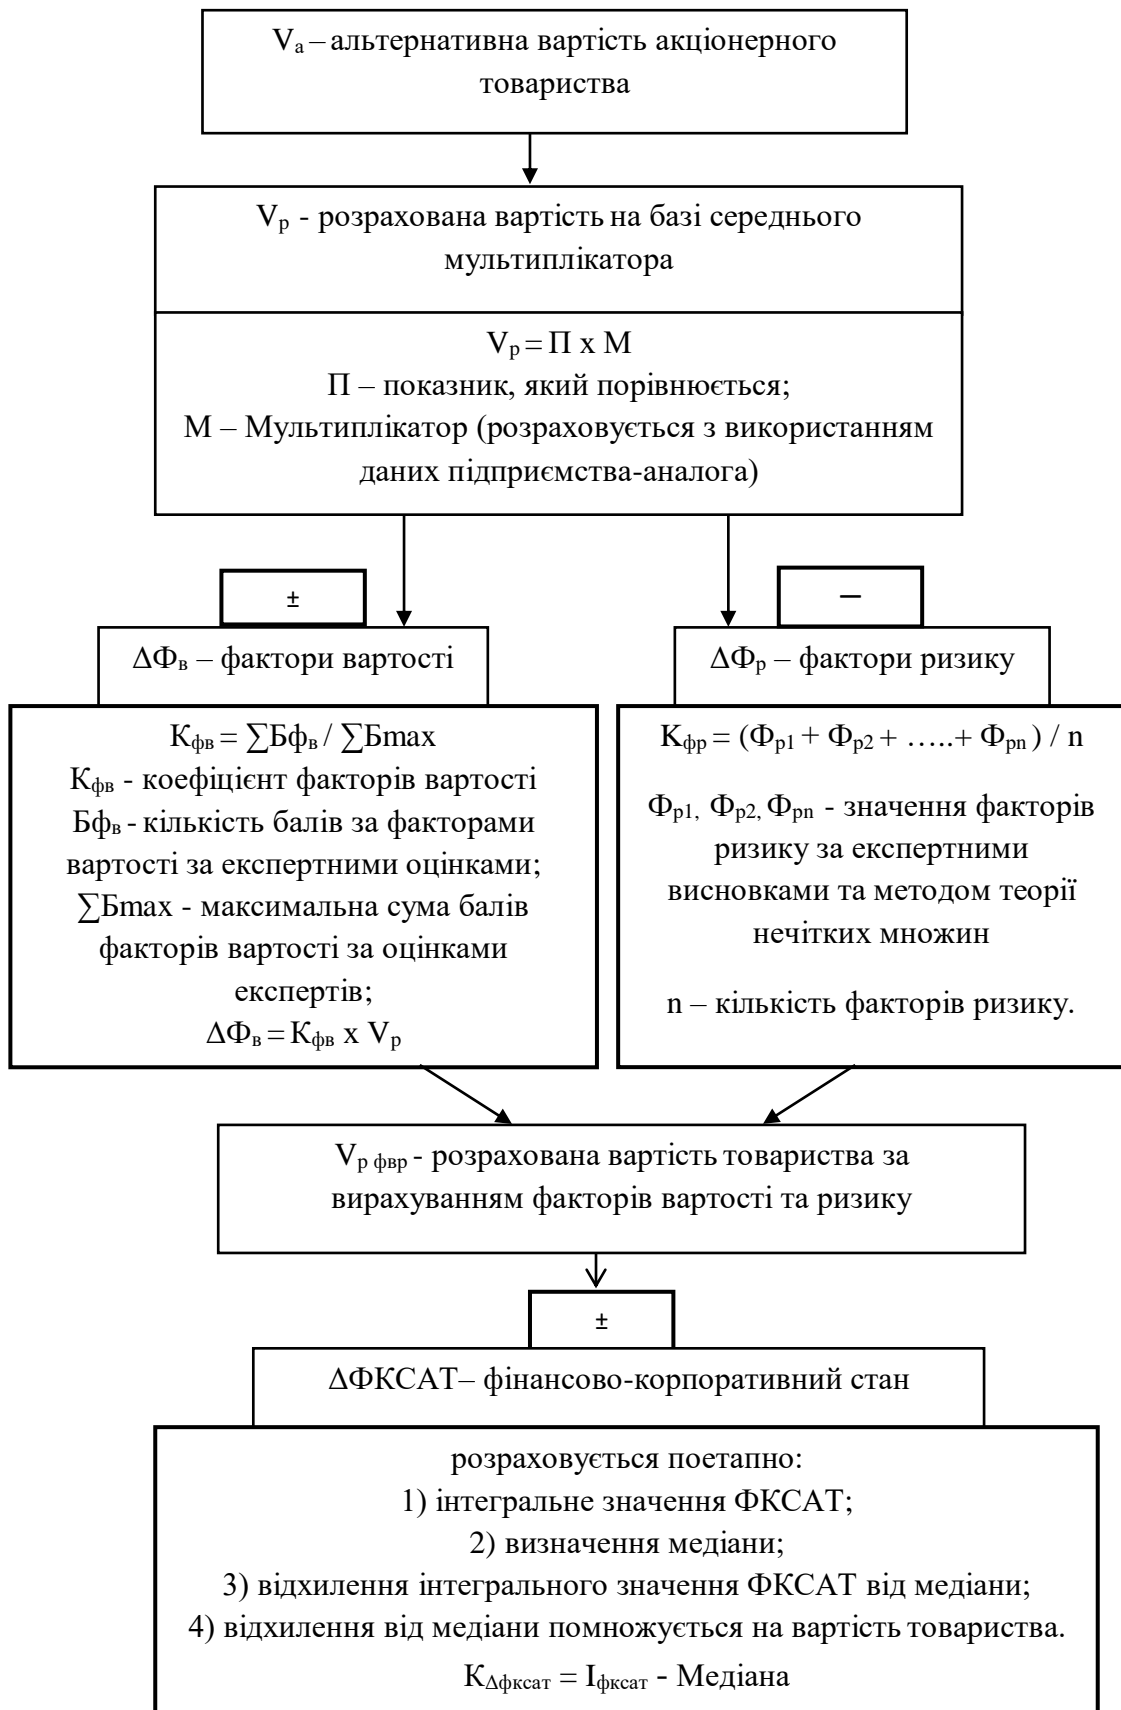 Vа – альтернативна вартість акціонерного
товариства
Vр - розрахована вартість на базі середнього
мультиплікатора
Vр = П х М
П – показник, який порівнюється;
М – Мультиплікатор (розраховується з використанням
даних підприємства-аналога)
±
–
ΔФв – фактори вартості
ΔФр – фактори ризику
Кфв = ∑Бфв / ∑Бmax
Кфв - коефіцієнт факторів вартості
Бфв - кількість балів за факторами
вартості за експертними оцінками;
∑Бmax - максимальна сума балів
факторів вартості за оцінками
експертів;
ΔФв = Кфв х Vр
Кфр = (Фр1 + Фр2 + …..+ Фрn ) / n
Фр1, Фр2, Фрn - значення факторів
ризику за експертними
висновками та методом теорії
нечітких множин
n – кількість факторів ризику.
Vр фвр - розрахована вартість товариства за
вирахуванням факторів вартості та ризику
±
ΔФКСАТ– фінансово-корпоративний стан
розраховується поетапно:
1) інтегральне значення ФКСАТ;
2) визначення медіани;
3) відхилення інтегрального значення ФКСАТ від медіани;
4) відхилення від медіани помножується на вартість товариства.
КΔфксат = Іфксат - Медіана